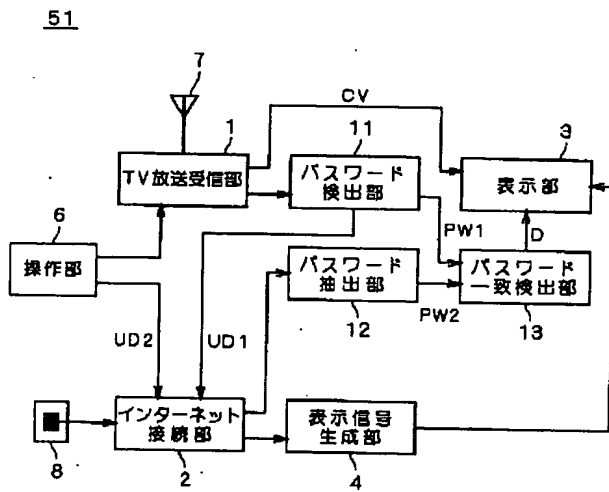 51
7
CV
1
11
3
TV放送受信部
パスワード
検出部
表示部
6
PW1
D
操作部
パスワード
抽出部
パスワード
一致検出部
12
PW2
13
UD2
UD1
インターネット
接続部
表示信号
生成部
8
2
4